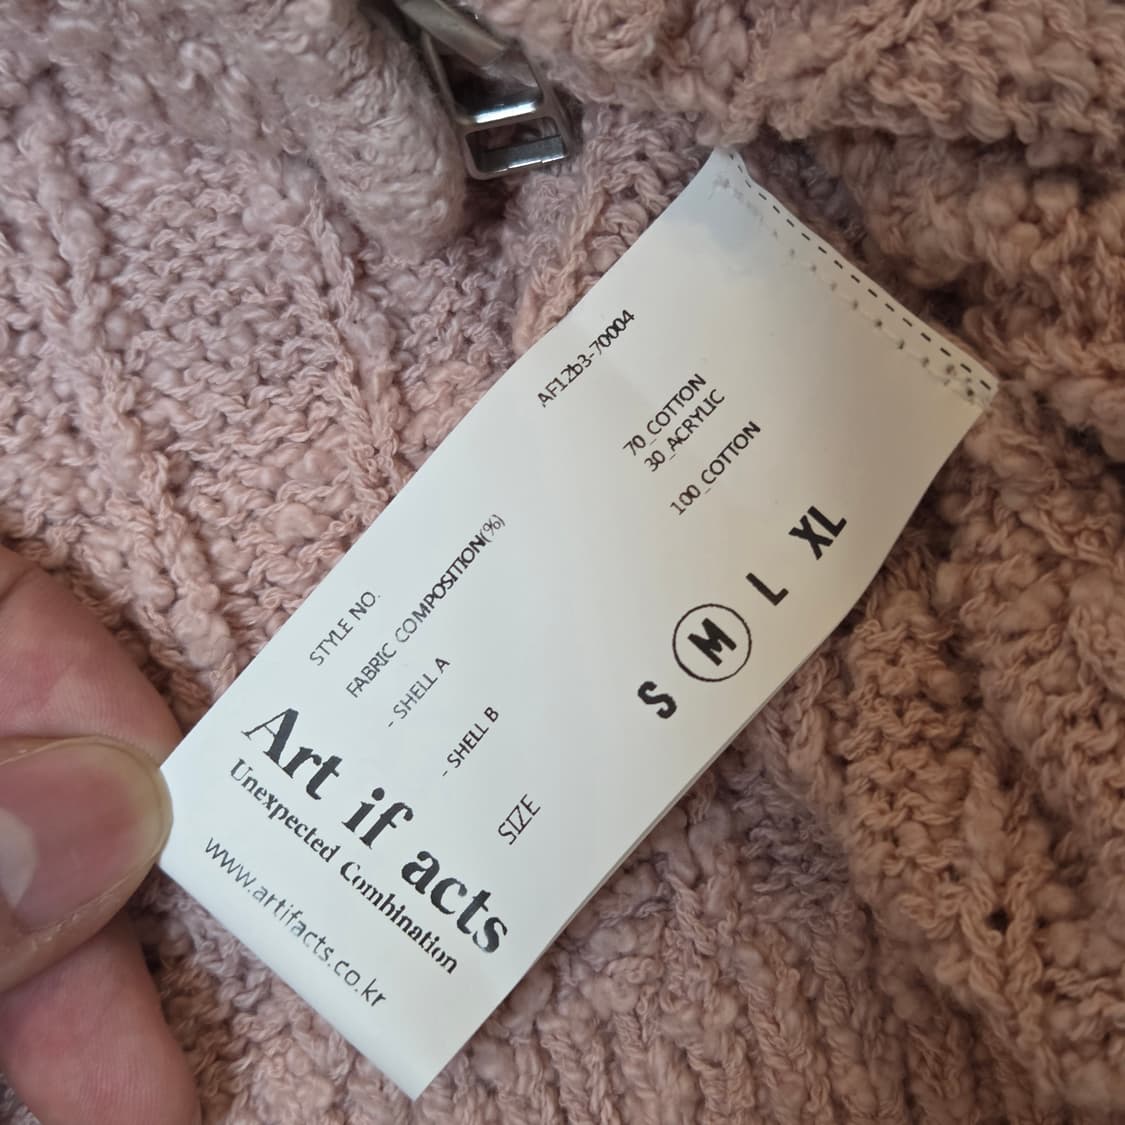 STYLE NO. AF12b3-70004
FABRIC COMPOSITION(%)
- SHELL A 70_COTTON
30_ACRYLIC
- SHELL B 100_COTTON
SIZE S M L XL
Art if acts
Unexpected Combination
www.artifacts.co.kr